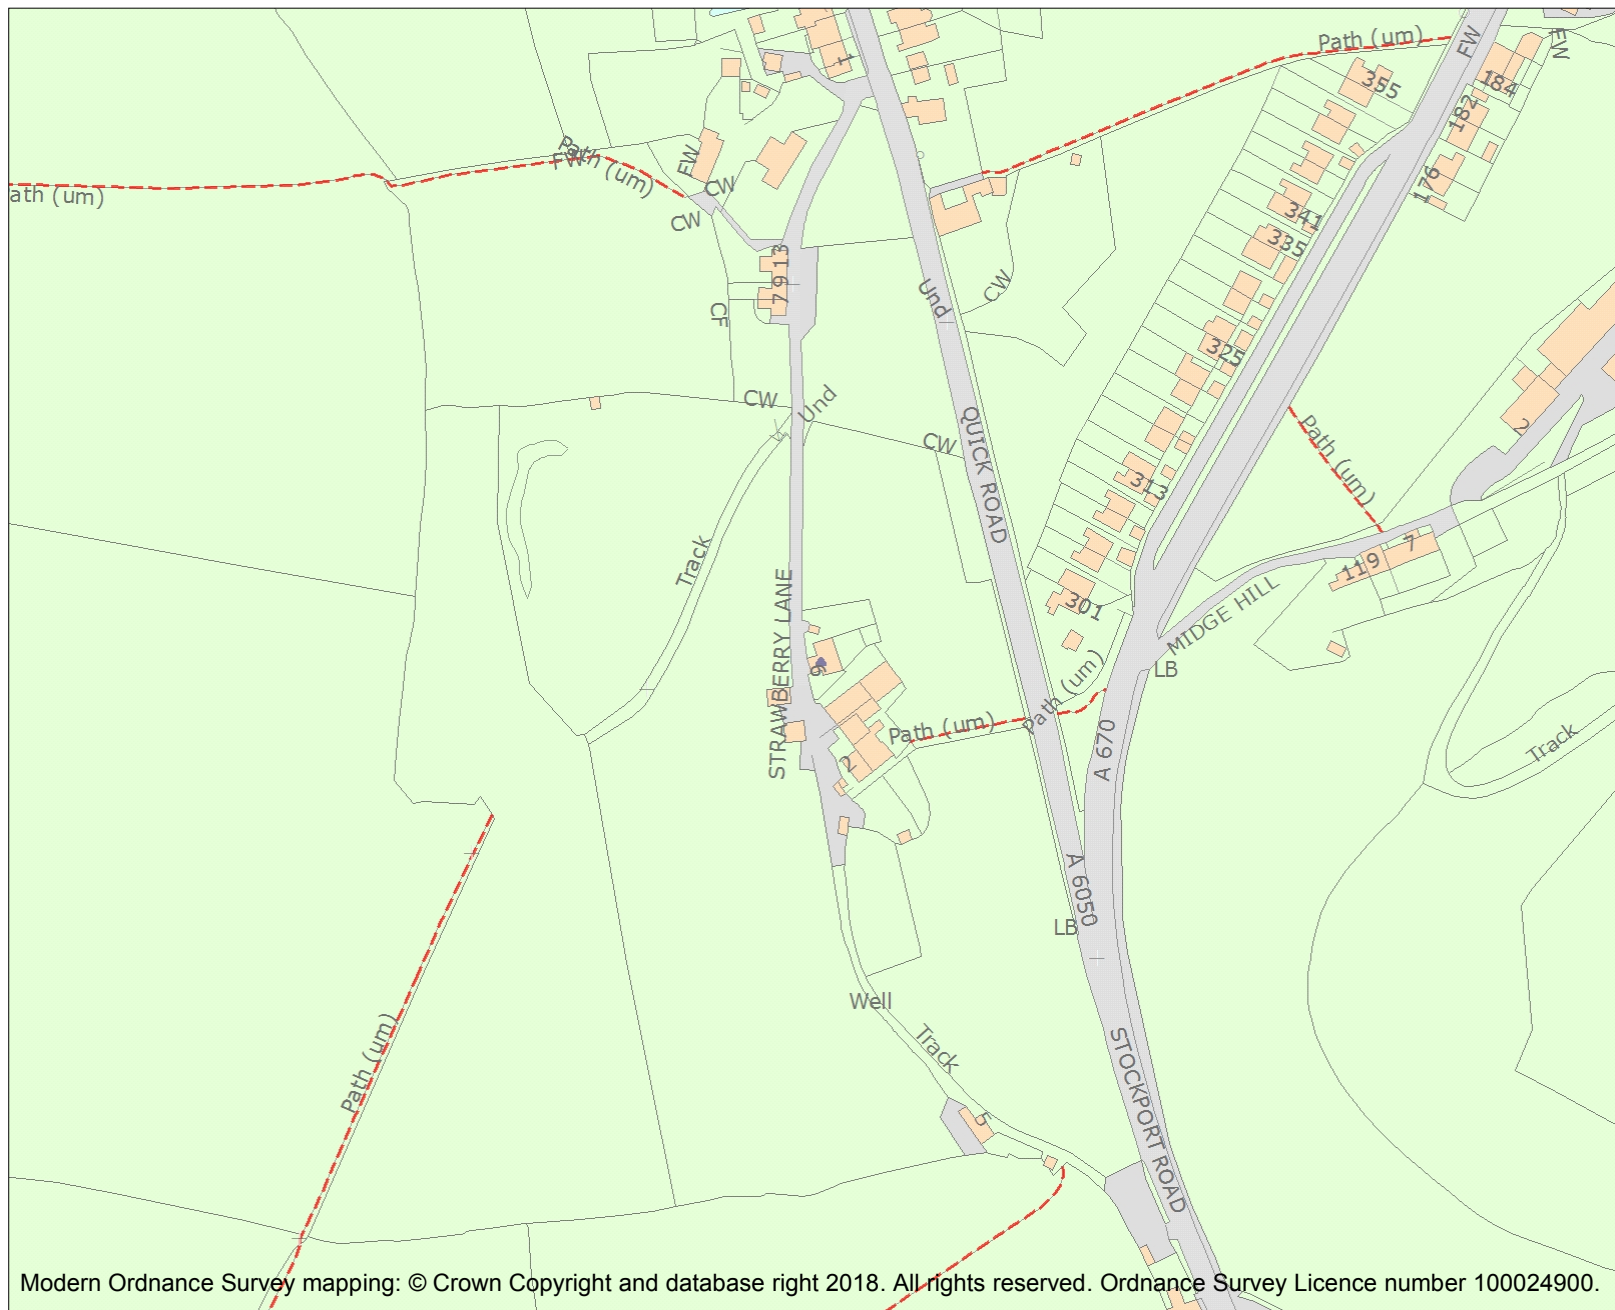 Path (um)
FW
FW
184
355
182
176
1
Path (um)
FW
FW
CW
CW
ath (um)
341
335
7 9 13
CF
Und
CW
325
CW
Und
CW
QUICK ROAD
313
Path (um)
2
Track
STRAWBERRY LANE
301
119
7
MIDGE HILL
LB
6
Path (um)
Path (um)
2
A 670
Track
A 6050
LB
Well
Track
Path (um)
5
STOCKPORT ROAD
Modern Ordnance Survey mapping: © Crown Copyright and database right 2018. All rights reserved. Ordnance Survey Licence number 100024900.